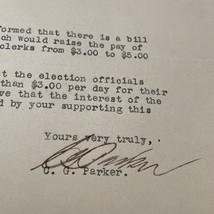 formed that there is a bill
ch would raise the pay of
clerks from $3.00 to $5.00
t the election officials
than $3.00 per day for their
ve that the interest of the
d by your supporting this
Yours very truly,
C. G. Parker.